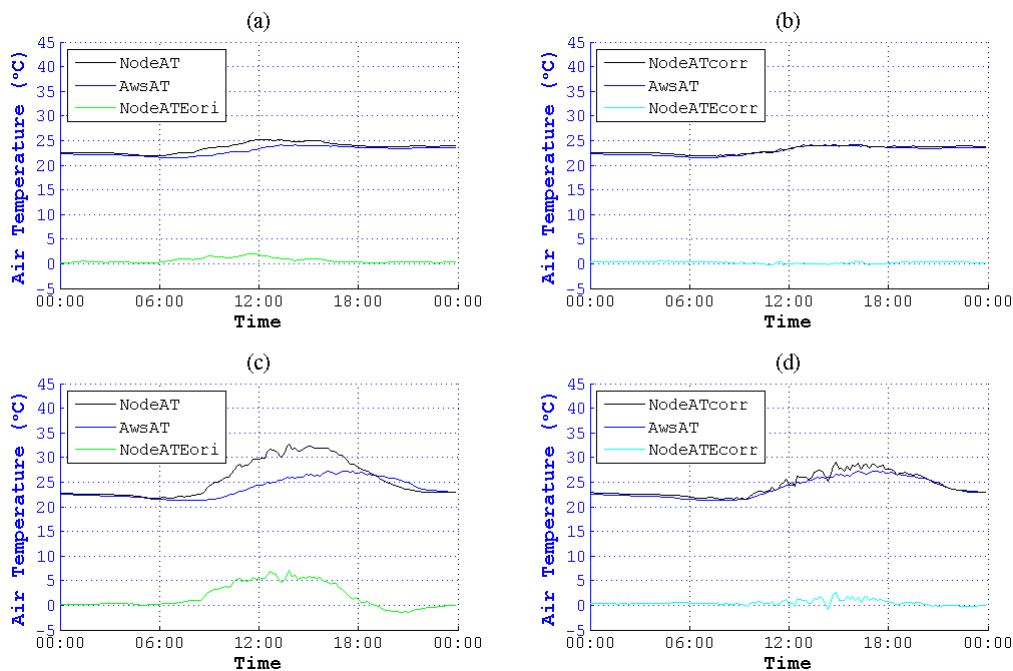 (a)
Air Temperature (°C)
45
40
35
30
25
20
15
10
5
0
-5
NodeAT
AwsAT
NodeATEori
00:00 06:00 12:00 18:00 00:00
Time
(b)
Air Temperature (°C)
45
40
35
30
25
20
15
10
5
0
-5
NodeATcorr
AwsAT
NodeATEcorr
00:00 06:00 12:00 18:00 00:00
Time
(c)
Air Temperature (°C)
45
40
35
30
25
20
15
10
5
0
-5
NodeAT
AwsAT
NodeATEori
00:00 06:00 12:00 18:00 00:00
Time
(d)
Air Temperature (°C)
45
40
35
30
25
20
15
10
5
0
-5
NodeATcorr
AwsAT
NodeATEcorr
00:00 06:00 12:00 18:00 00:00
Time